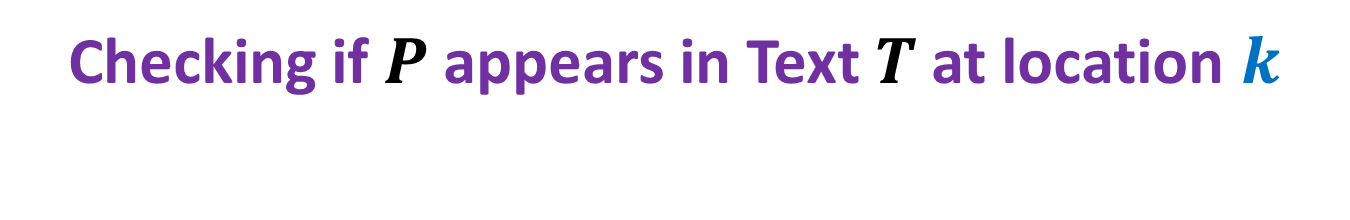 Checking if P appears in Text T at location k